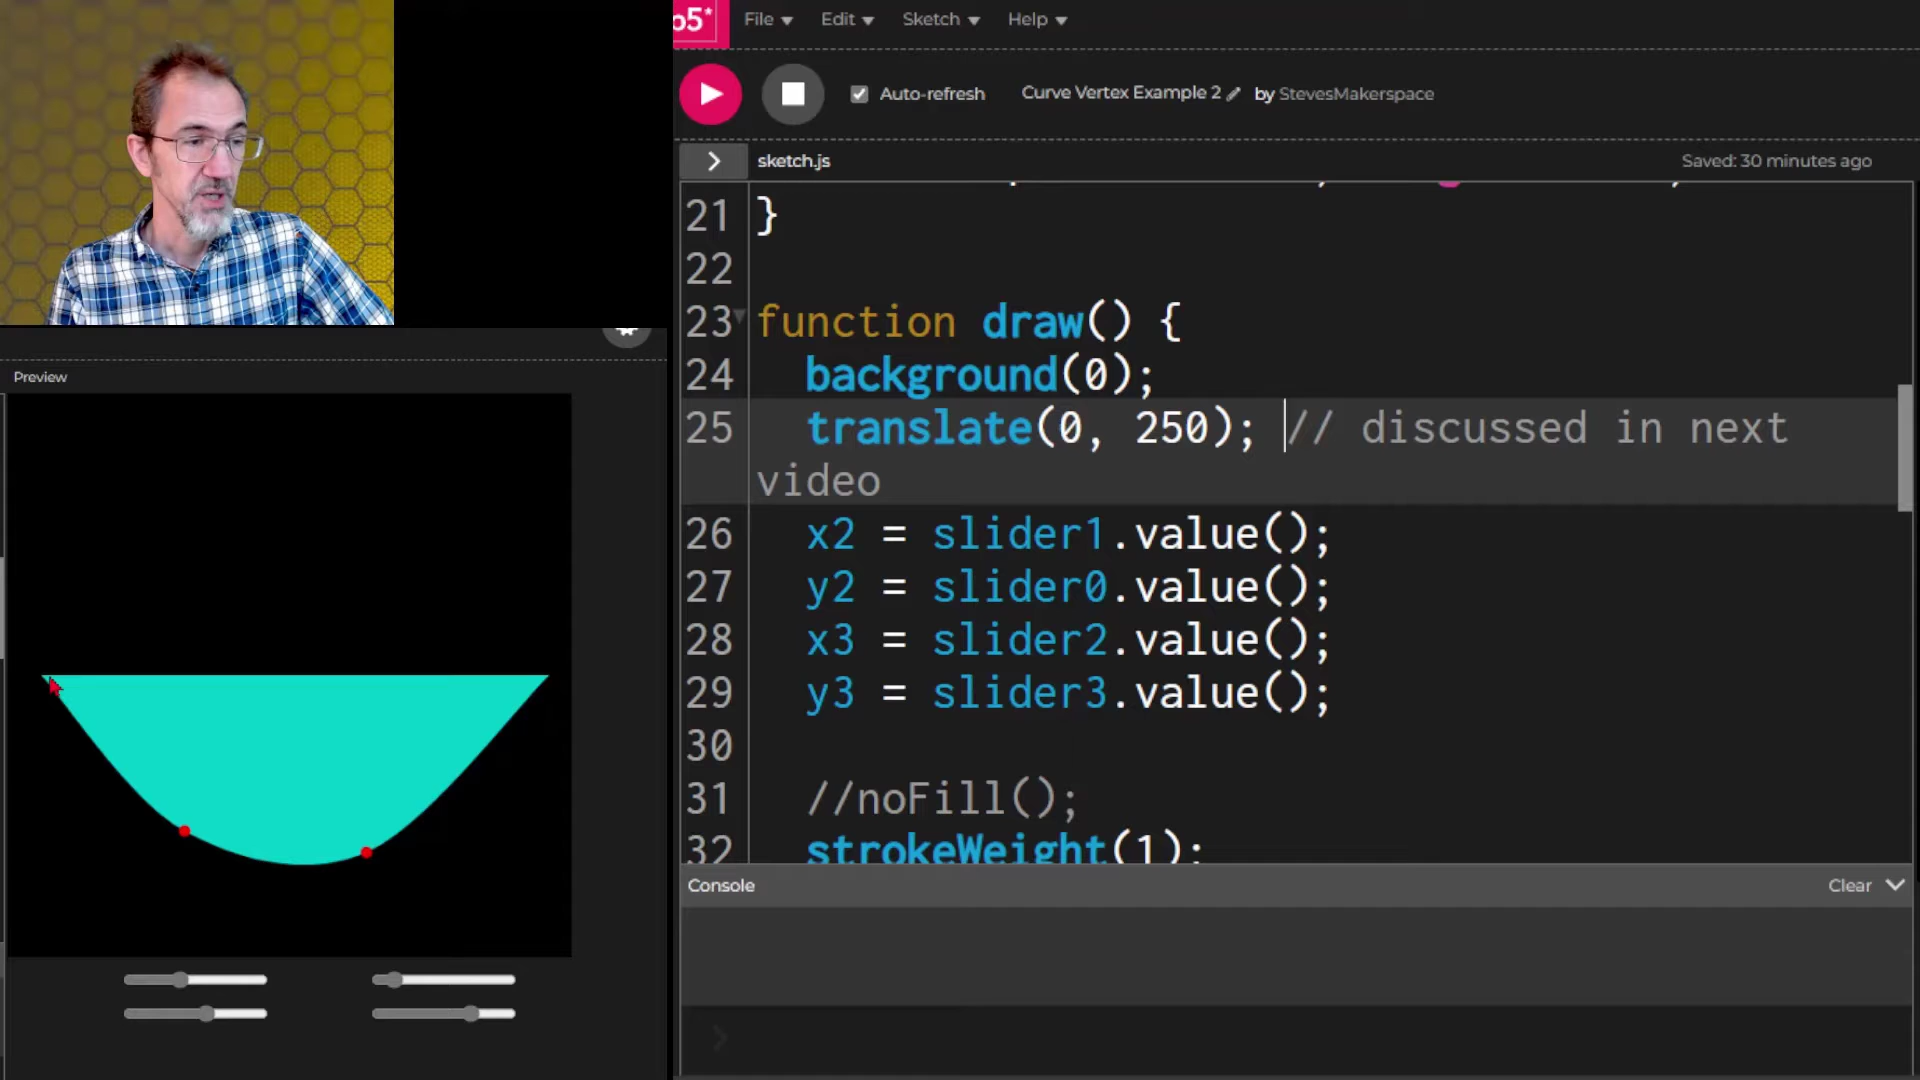 p5*
File
Edit
Sketch
Help
Auto-refresh
Curve Vertex Example 2
by StevesMakerspace
>
sketch.js
Saved: 30 minutes ago
Preview
21 }
22
23 function draw() {
24 background(0);
25 translate(0, 250); // discussed in next
video
26 x2 = slider1.value();
27 y2 = slider0.value();
28 x3 = slider2.value();
29 y3 = slider3.value();
30
31 //noFill();
32 strokeWeight(1);
Console
Clear
>